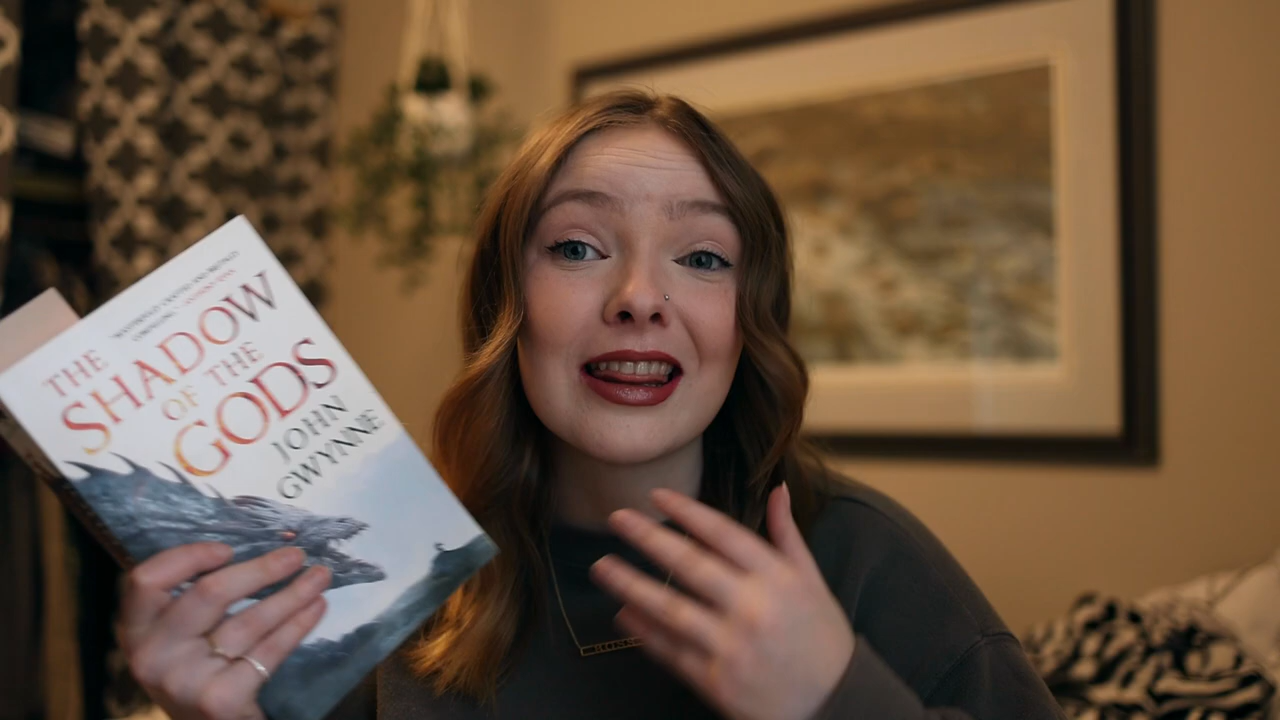 THE
SHADOW
OF THE
GODS
JOHN
GWYNNE